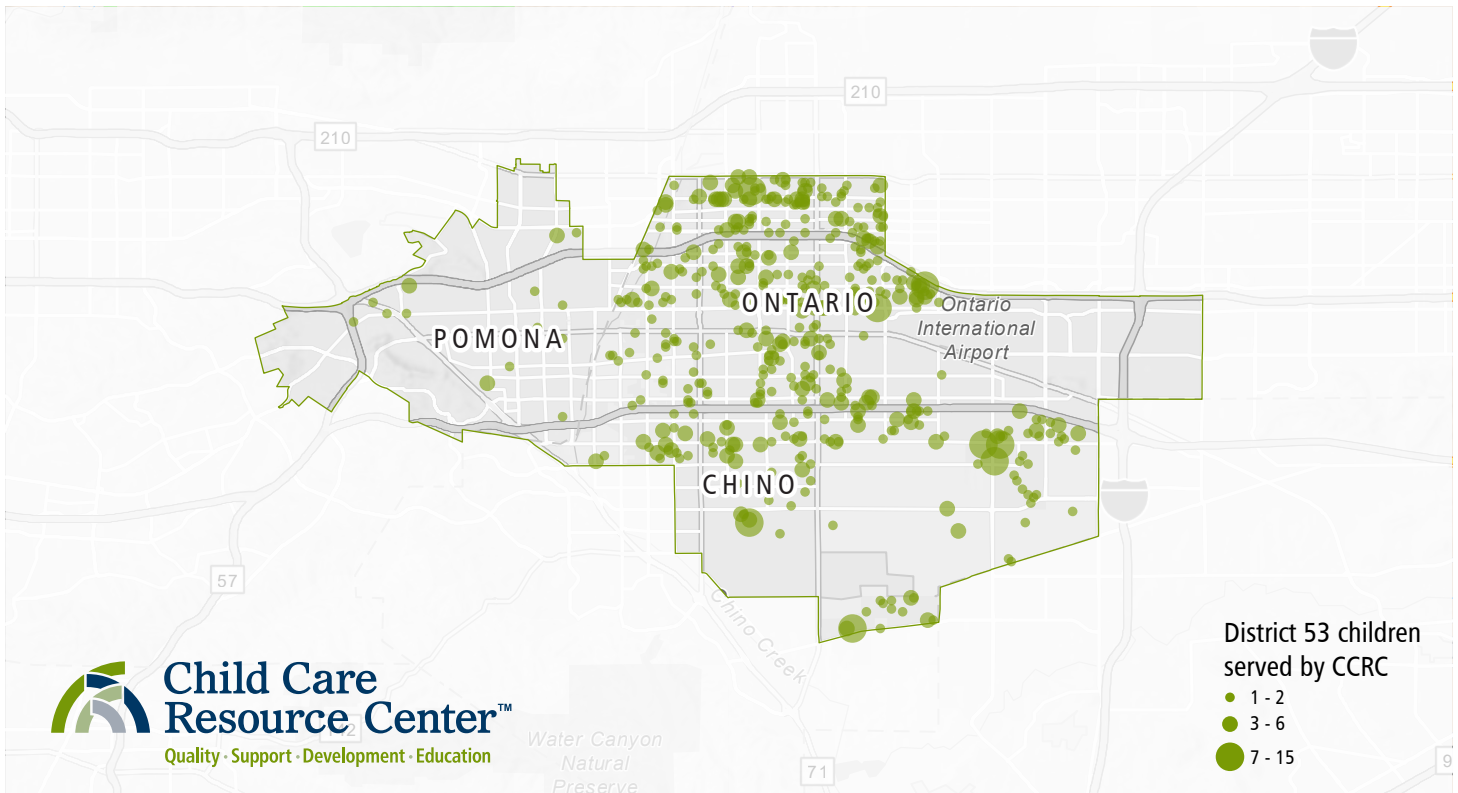 210
210
ONTARIO
Ontario
International
Airport
POMONA
CHINO
57
Chino Creek
District 53 children
served by CCRC
1 - 2
3 - 6
7 - 15
Child Care
Resource Center™
Quality · Support · Development · Education
Water Canyon
Natural
Preserve
71
9